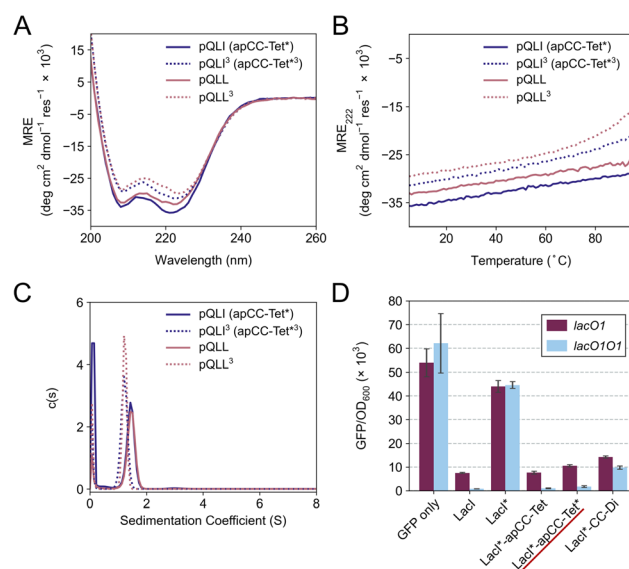 A
pQLI (apCC-Tet*)
pQLI³ (apCC-Tet*³)
pQLL
pQLL³
15
5
−5
−15
−25
−35
MRE
(deg cm² dmol⁻¹ res⁻¹ × 10³)
200
220
240
260
Wavelength (nm)
B
pQLI (apCC-Tet*)
pQLI³ (apCC-Tet*³)
pQLL
pQLL³
−5
−15
−25
−35
MRE₂₂₂
(deg cm² dmol⁻¹ res⁻¹ × 10³)
20
40
60
80
Temperature (˚C)
C
pQLI (apCC-Tet*)
pQLI³ (apCC-Tet*³)
pQLL
pQLL³
6
4
2
0
c(s)
0
2
4
6
8
Sedimentation Coefficient (S)
D
lacO1
lacO1O1
80
70
60
50
40
30
20
10
0
GFP/OD₆₀₀ (× 10³)
GFP only
LacI
LacI*
LacI*-apCC-Tet
LacI*-apCC-Tet*
LacI*-CC-Di